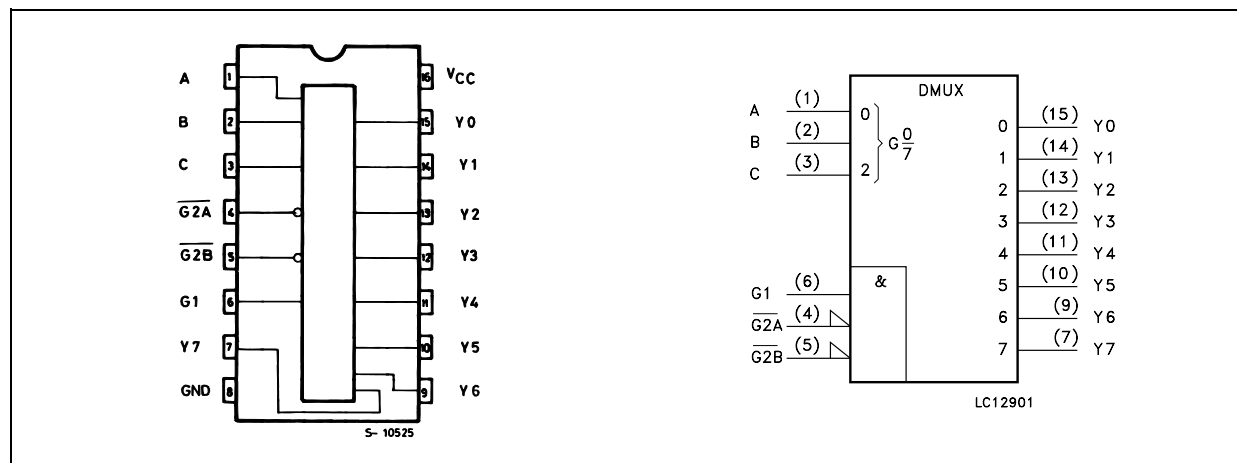 A 1 16 VCC
B 2 15 Y0
C 3 14 Y1
G2A 4 13 Y2
G2B 5 12 Y3
G1 6 11 Y4
Y7 7 10 Y5
GND 8 9 Y6
S- 10525
DMUX
A (1) 0 0 (15) Y0
B (2) G 0/7 1 (14) Y1
C (3) 2 2 (13) Y2
3 (12) Y3
4 (11) Y4
G1 (6) & 5 (10) Y5
G2A (4) 6 (9) Y6
G2B (5) 7 (7) Y7
LC12901